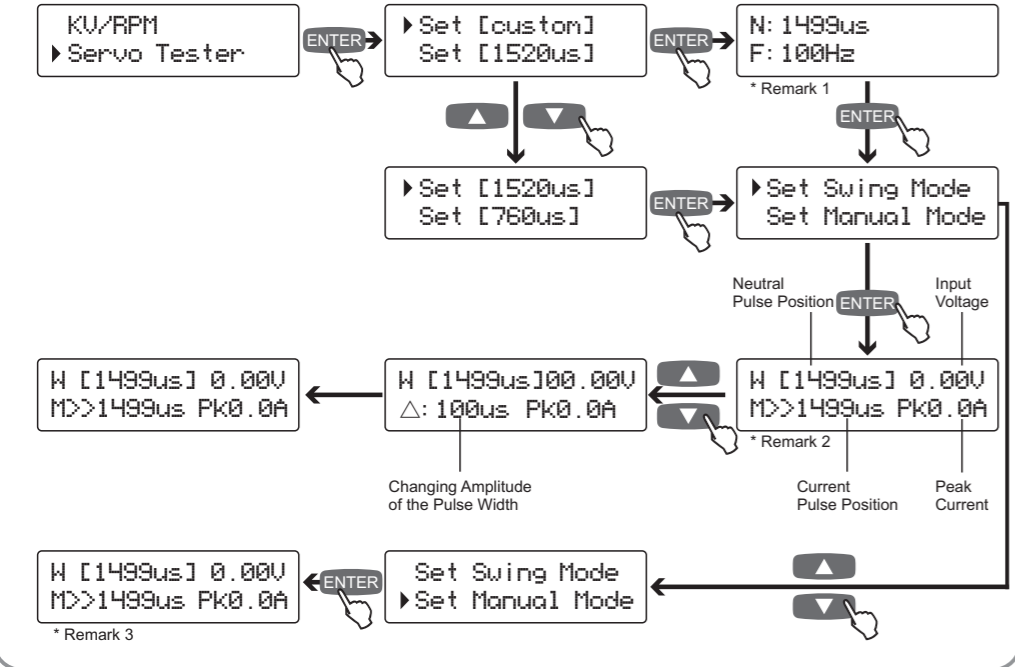 KV/RPM
Servo Tester
ENTER
Set [custom]
Set [1520us]
ENTER
N: 1499us
F: 100Hz
* Remark 1
ENTER
Set [1520us]
Set [760us]
ENTER
Set Swing Mode
Set Manual Mode
Neutral
Pulse Position
ENTER
Input
Voltage
W [1499us] 0.00V
M>>1499us Pk0.0A
W [1499us]00.00V
△: 100us Pk0.0A
W [1499us] 0.00V
M>>1499us Pk0.0A
* Remark 2
Changing Amplitude
of the Pulse Width
Current
Pulse Position
Peak
Current
W [1499us] 0.00V
M>>1499us Pk0.0A
* Remark 3
ENTER
Set Swing Mode
Set Manual Mode